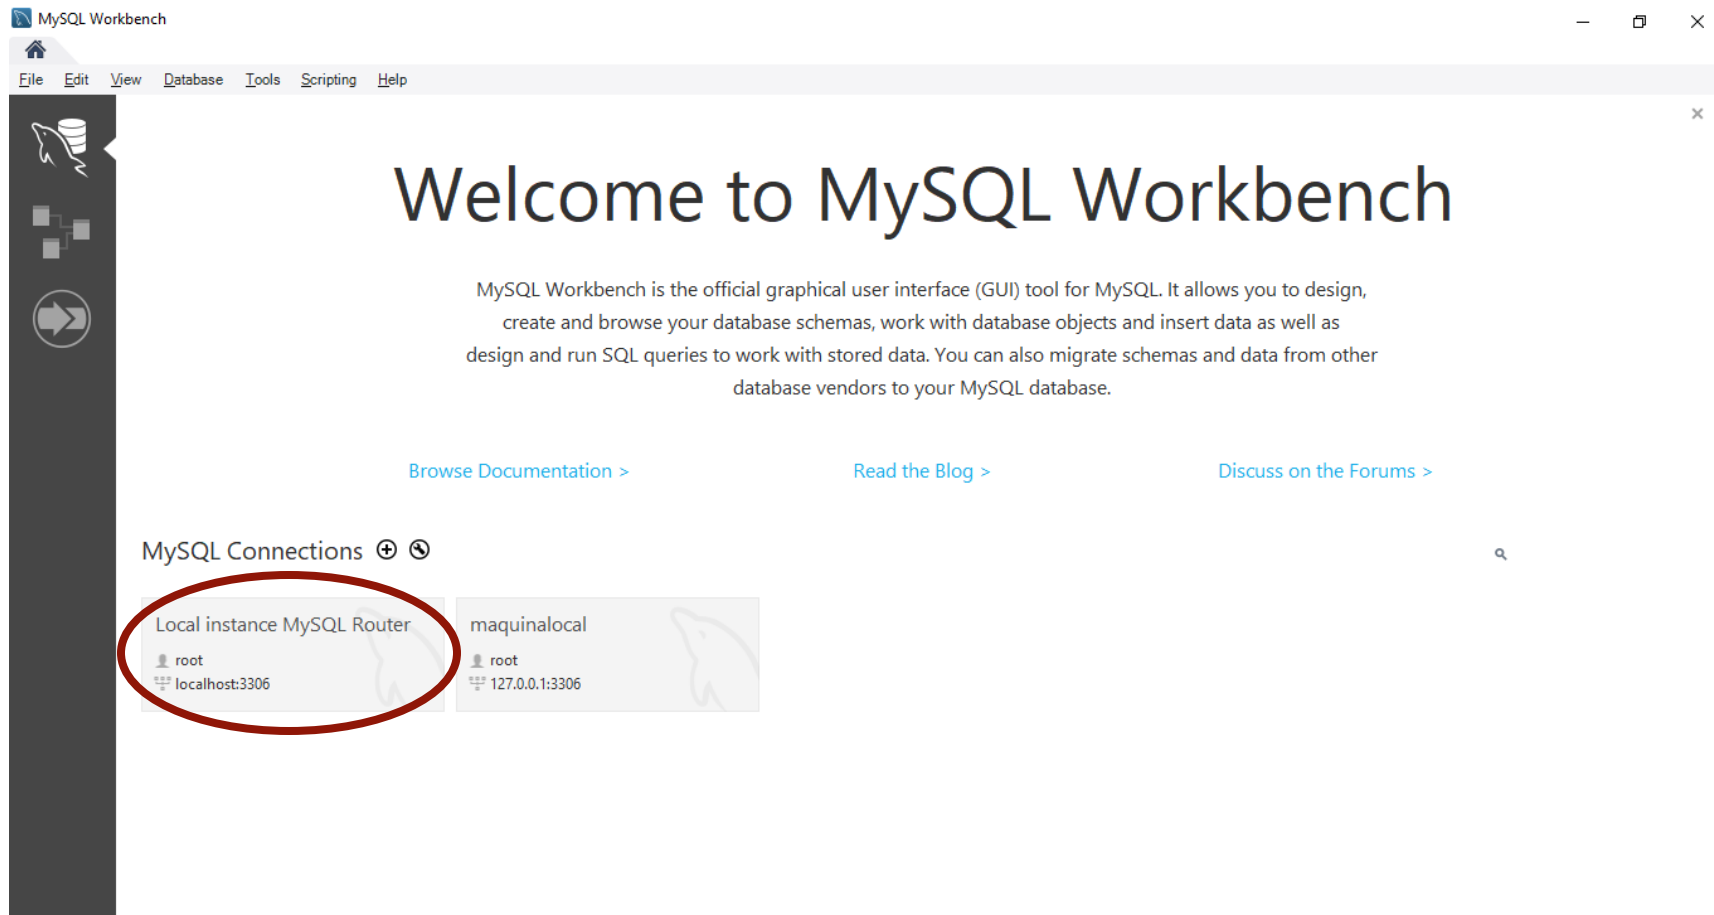 MySQL Workbench
File Edit View Database Tools Scripting Help
Welcome to MySQL Workbench
MySQL Workbench is the official graphical user interface (GUI) tool for MySQL. It allows you to design,
create and browse your database schemas, work with database objects and insert data as well as
design and run SQL queries to work with stored data. You can also migrate schemas and data from other
database vendors to your MySQL database.
Browse Documentation > Read the Blog > Discuss on the Forums >
MySQL Connections
Local instance MySQL Router
root
localhost:3306
maquinalocal
root
127.0.0.1:3306